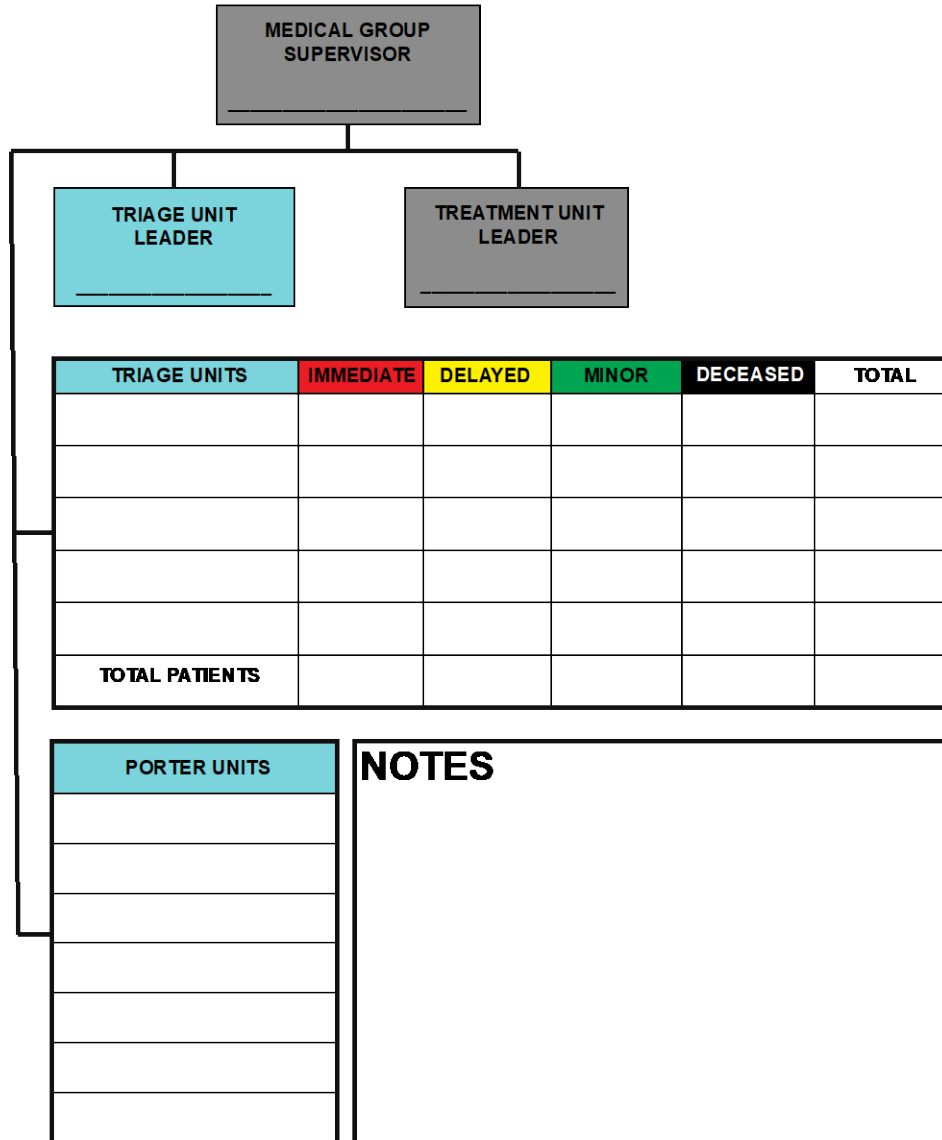 MEDICAL GROUP
SUPERVISOR
TRIAGE UNIT
LEADER
TREATMENT UNIT
LEADER
TRIAGE UNITS IMMEDIATE DELAYED MINOR DECEASED TOTAL
TOTAL PATIENTS
PORTER UNITS
NOTES